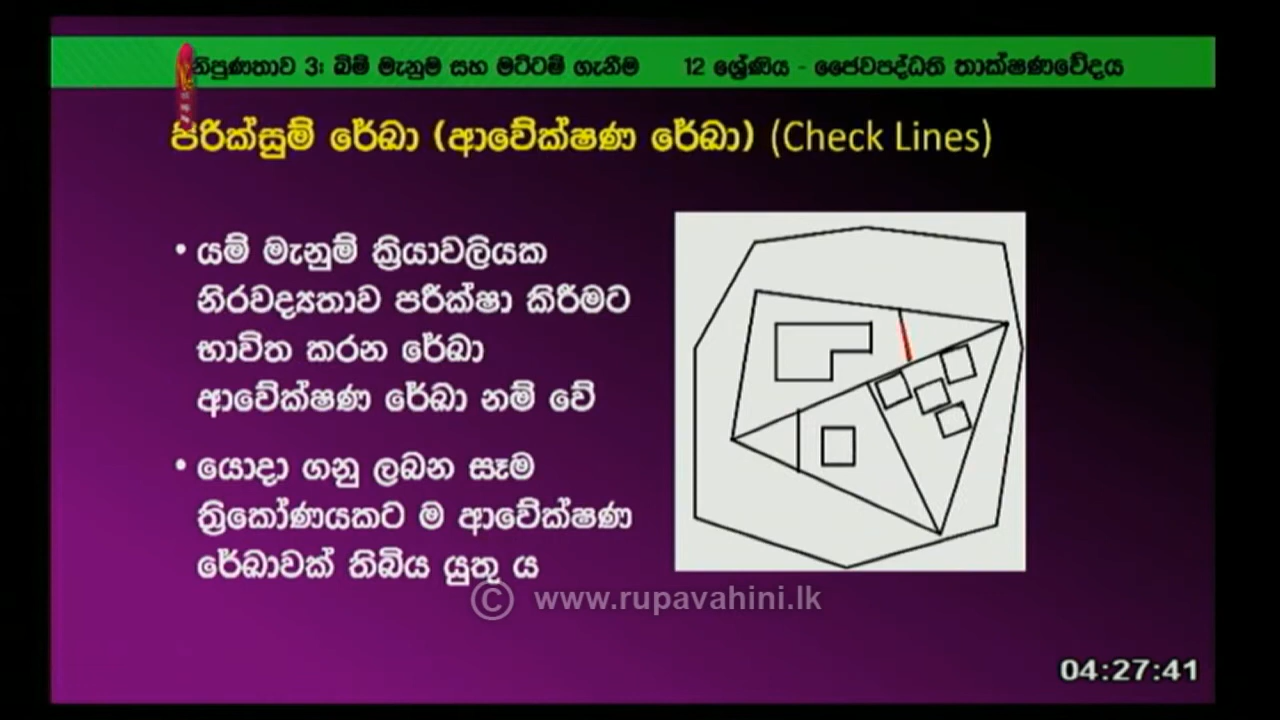 නිපුණතාව 3: බිම් මැනුම සහ මට්ටම් ගැනීම 12 ශ්‍රේණිය - ජෛවපද්ධති තාක්ෂණවේදය
පිරික්සුම් රේඛා (ආවේක්ෂණ රේඛා) (Check Lines)
• යම් මැනුම් ක්‍රියාවලියක
නිරවද්‍යතාව පරීක්ෂා කිරීමට
භාවිත කරන රේඛා
ආවේක්ෂණ රේඛා නම් වේ
• යොදා ගනු ලබන සෑම
ත්‍රිකෝණයකට ම ආවේක්ෂණ
රේඛාවක් තිබිය යුතු ය
© www.rupavahini.lk
04:27:41